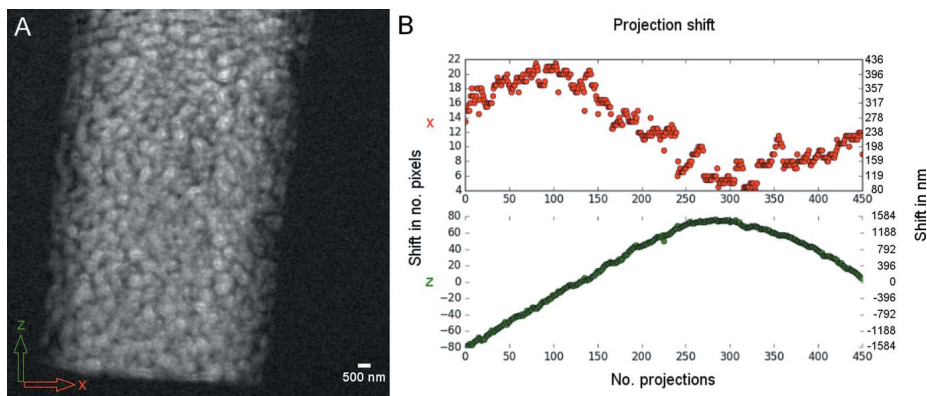 A
Z
X
500 nm
B
Projection shift
22
20
18
16
14
12
10
8
6
4
X
436
396
357
317
278
238
198
159
119
80
0 50 100 150 200 250 300 350 400 450
Shift in no. pixels
Shift in nm
80
60
40
20
0
−20
−40
−60
−80
Z
1584
1188
792
396
0
-396
-792
-1188
-1584
0 50 100 150 200 250 300 350 400 450
No. projections